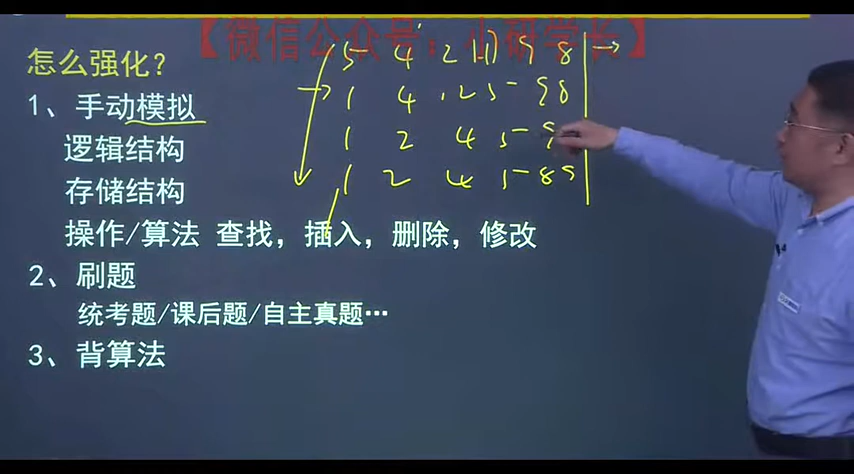 【微信公众号：小研学长】
怎么强化？
5 4 2 1 9 8
1、手动模拟
1 4 2 5 9 8
逻辑结构
1 2 4 5 9
存储结构
1 2 4 5 8 9
操作/算法 查找，插入，删除，修改
2、刷题
统考题/课后题/自主真题…
3、背算法